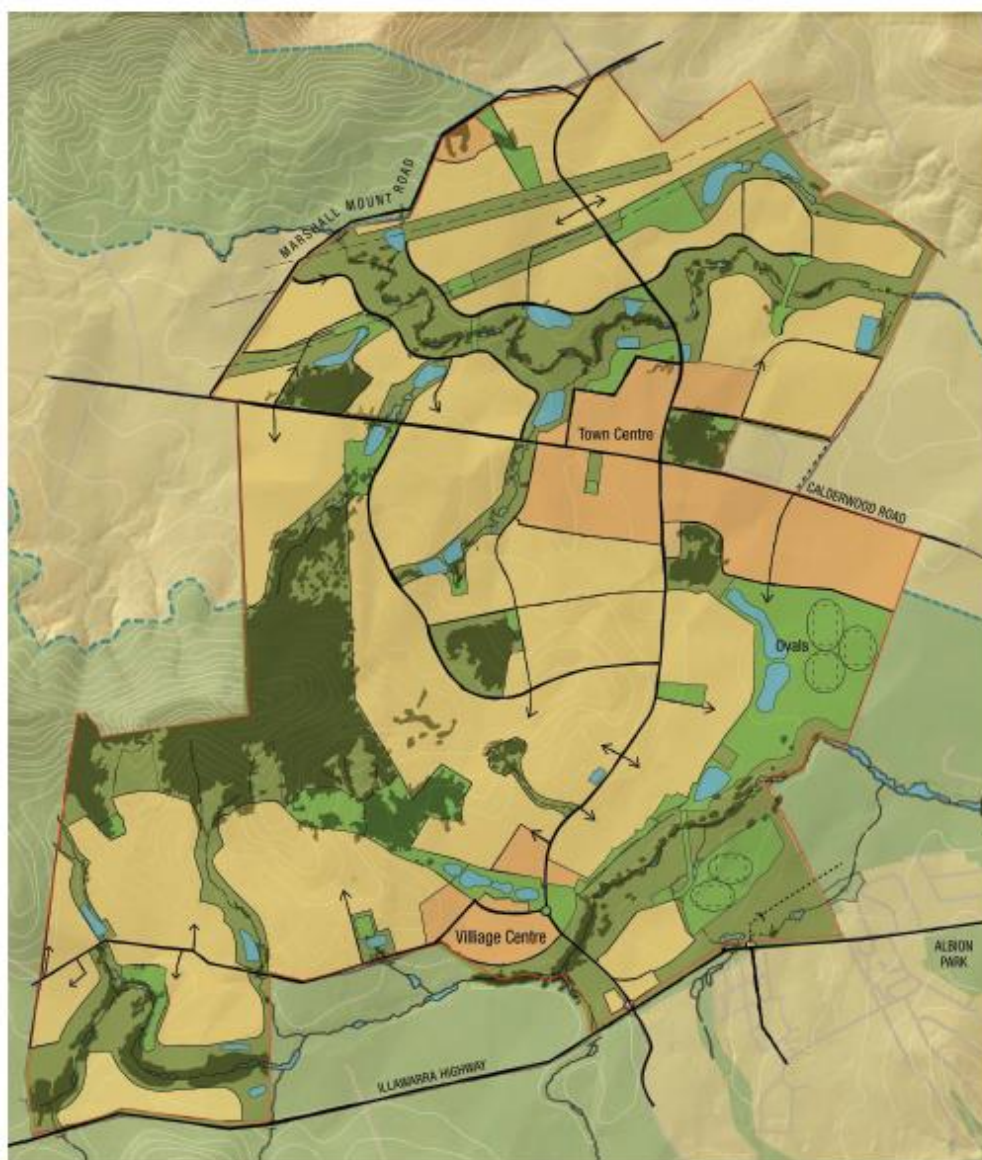 MARSHALL MOUNT ROAD
Town Centre
CALDERWOOD ROAD
Ovals
Villiage Centre
ALBION
PARK
ILLAWARRA HIGHWAY